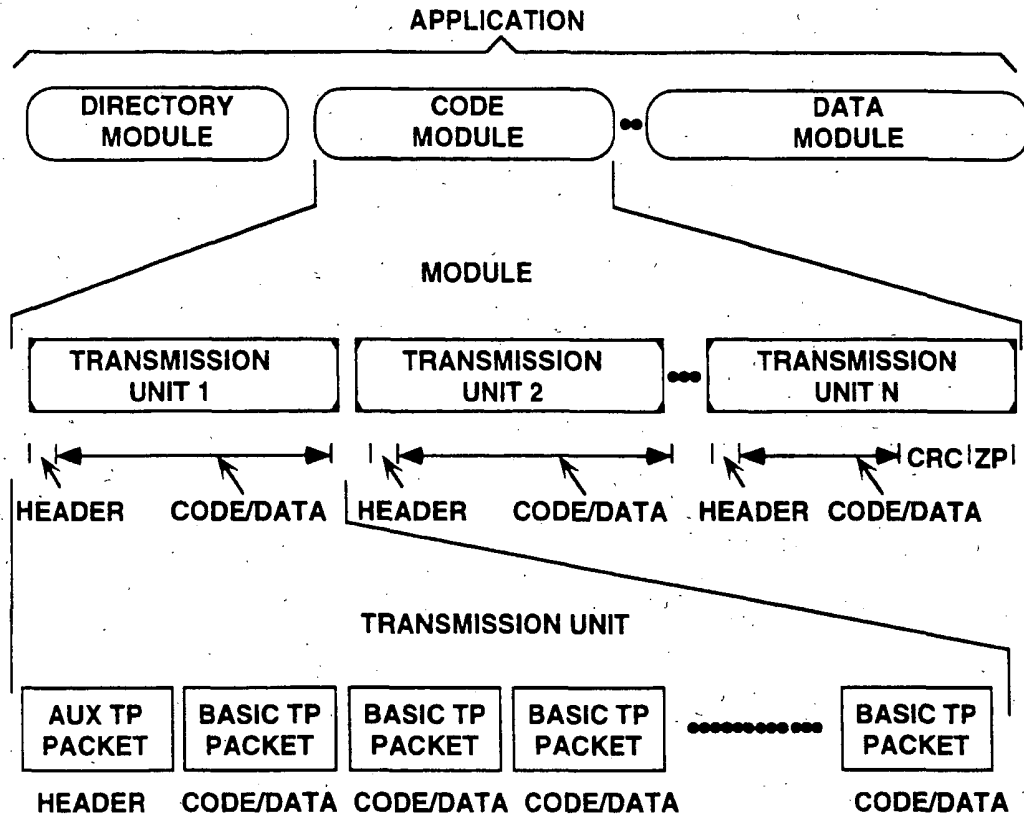 APPLICATION
DIRECTORY MODULE
CODE MODULE
DATA MODULE
MODULE
TRANSMISSION UNIT 1
TRANSMISSION UNIT 2
TRANSMISSION UNIT N
CRC ZP
HEADER CODE/DATA HEADER CODE/DATA HEADER CODE/DATA
TRANSMISSION UNIT
AUX TP PACKET
BASIC TP PACKET
BASIC TP PACKET
BASIC TP PACKET
BASIC TP PACKET
HEADER CODE/DATA CODE/DATA CODE/DATA CODE/DATA